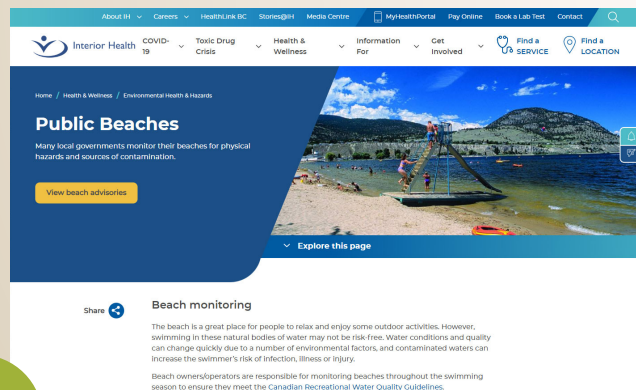 About IH Careers HealthLink BC Stories@IH Media Centre MyHealthPortal Pay Online Book a Lab Test Contact
Interior Health
COVID-19
Toxic Drug Crisis
Health & Wellness
Information For
Get Involved
Find a SERVICE
Find a LOCATION
Home / Health & Wellness / Environmental Health & Hazards
Public Beaches
Many local governments monitor their beaches for physical
hazards and sources of contamination.
View beach advisories
Explore this page
Share
Beach monitoring
The beach is a great place for people to relax and enjoy some outdoor activities. However,
swimming in these natural bodies of water may not be risk-free. Water conditions and quality
can change quickly due to a number of environmental factors, and contaminated waters can
increase the swimmer's risk of infection, illness or injury.
Beach owners/operators are responsible for monitoring beaches throughout the swimming
season to ensure they meet the Canadian Recreational Water Quality Guidelines.